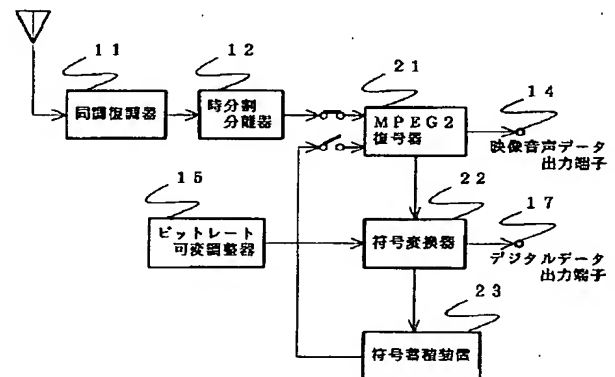 11
12
21
14
同調復調器
時分割
分離器
MPEG2
復号器
映像音声データ
出力端子
15
22
17
ビットレート
可変調整器
符号変換器
デジタルデータ
出力端子
23
符号蓄積装置